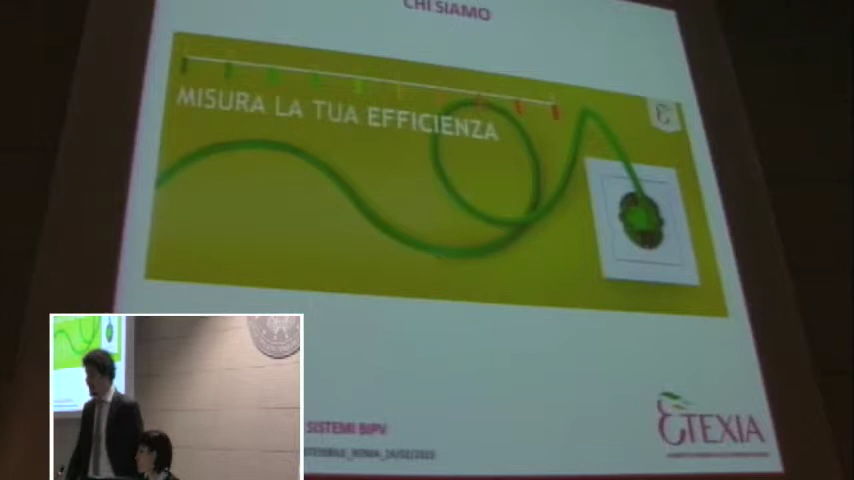 CHI SIAMO
MISURA LA TUA EFFICIENZA
SISTEMI BIPV
ETEXIA